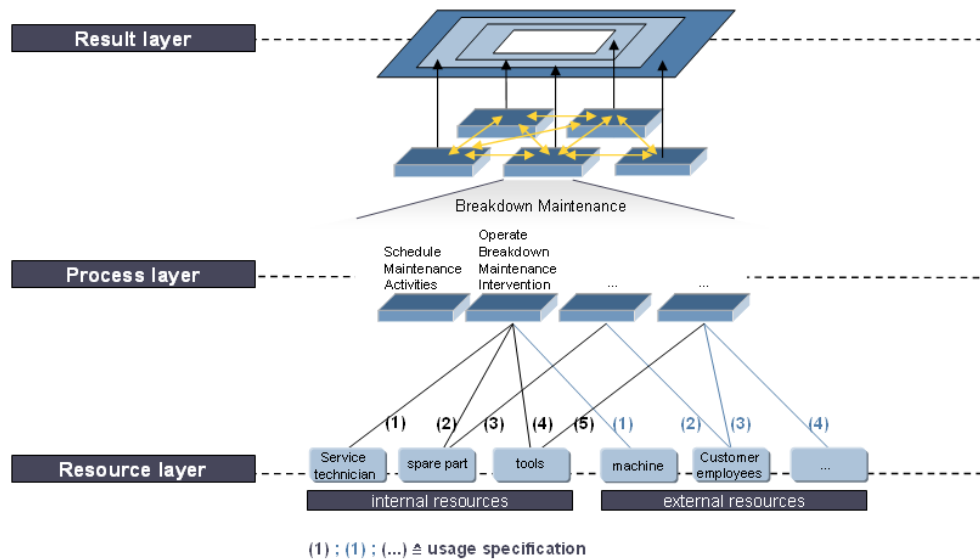 Result layer
Breakdown Maintenance
Schedule
Maintenance
Activities
Operate
Breakdown
Maintenance
Intervention
...
...
Process layer
(1)
(2)
(3)
(4)
(5)
(1)
(2)
(3)
(4)
Resource layer
Service
technician
spare part
tools
machine
Customer
employees
...
internal resources
external resources
(1) ; (1) ; (...) ≙ usage specification